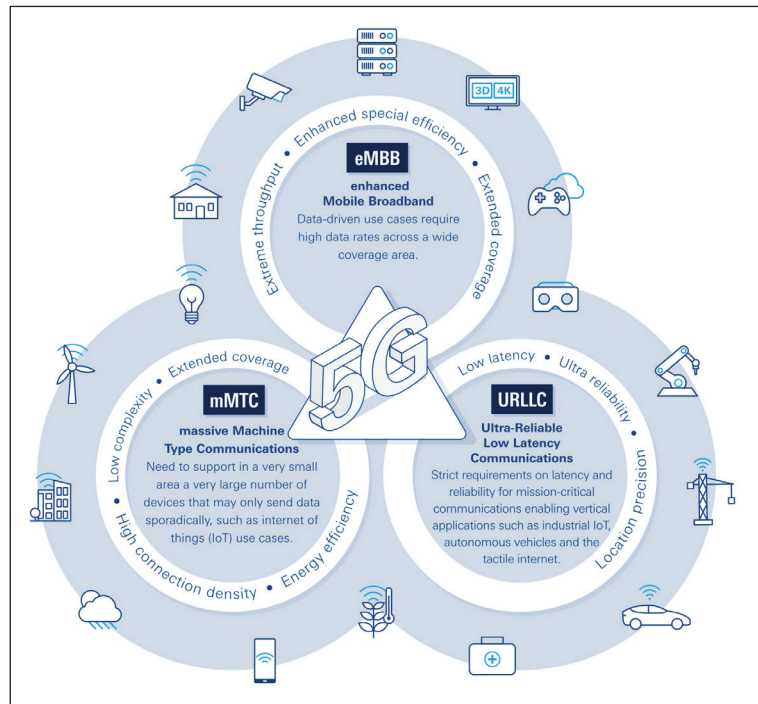 3D 4K
Extreme throughput • Enhanced special efficiency • Extended coverage
eMBB
enhanced
Mobile Broadband
Data-driven use cases require
high data rates across a wide
coverage area.
5G
Low complexity • Extended coverage
mMTC
massive Machine
Type Communications
Need to support in a very small
area a very large number of
devices that may only send data
sporadically, such as internet of
things (IoT) use cases.
• High connection density • Energy efficiency
Low latency • Ultra reliability •
Location precision
URLLC
Ultra-Reliable
Low Latency
Communications
Strict requirements on latency and
reliability for mission-critical
communications enabling vertical
applications such as industrial IoT,
autonomous vehicles and the
tactile internet.